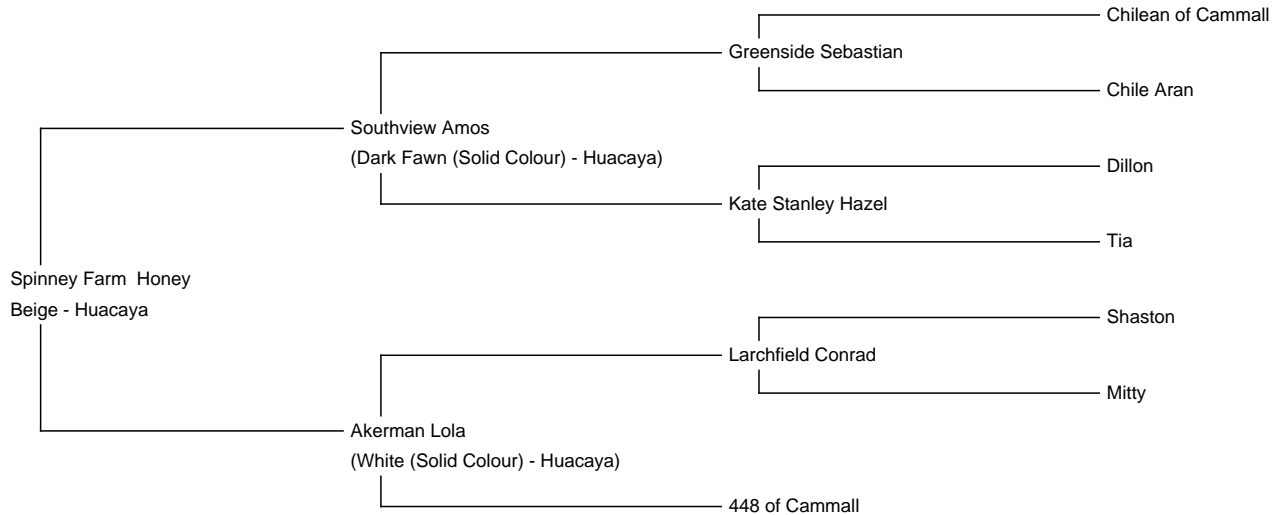 Chilean of Cammall
Greenside Sebastian
Chile Aran
Southview Amos
(Dark Fawn (Solid Colour) - Huacaya)
Dillon
Kate Stanley Hazel
Tia
Spinney Farm  Honey
Beige - Huacaya
Shaston
Larchfield Conrad
Mitty
Akerman Lola
(White (Solid Colour) - Huacaya)
448 of Cammall